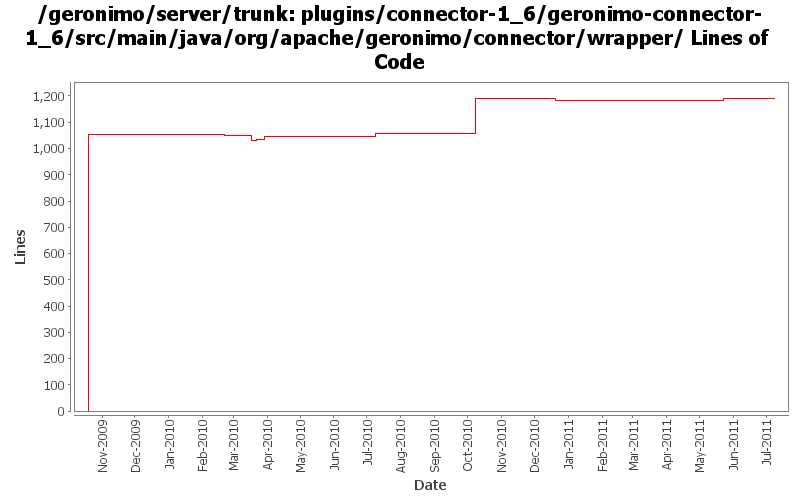 /geronimo/server/trunk: plugins/connector-1_6/geronimo-connector-
1_6/src/main/java/org/apache/geronimo/connector/wrapper/ Lines of
Code
1,200
1,100
1,000
900
800
700
600
500
400
300
200
100
0
Lines
Nov-2009
Dec-2009
Jan-2010
Feb-2010
Mar-2010
Apr-2010
May-2010
Jun-2010
Jul-2010
Aug-2010
Sep-2010
Oct-2010
Nov-2010
Dec-2010
Jan-2011
Feb-2011
Mar-2011
Apr-2011
May-2011
Jun-2011
Jul-2011
Date